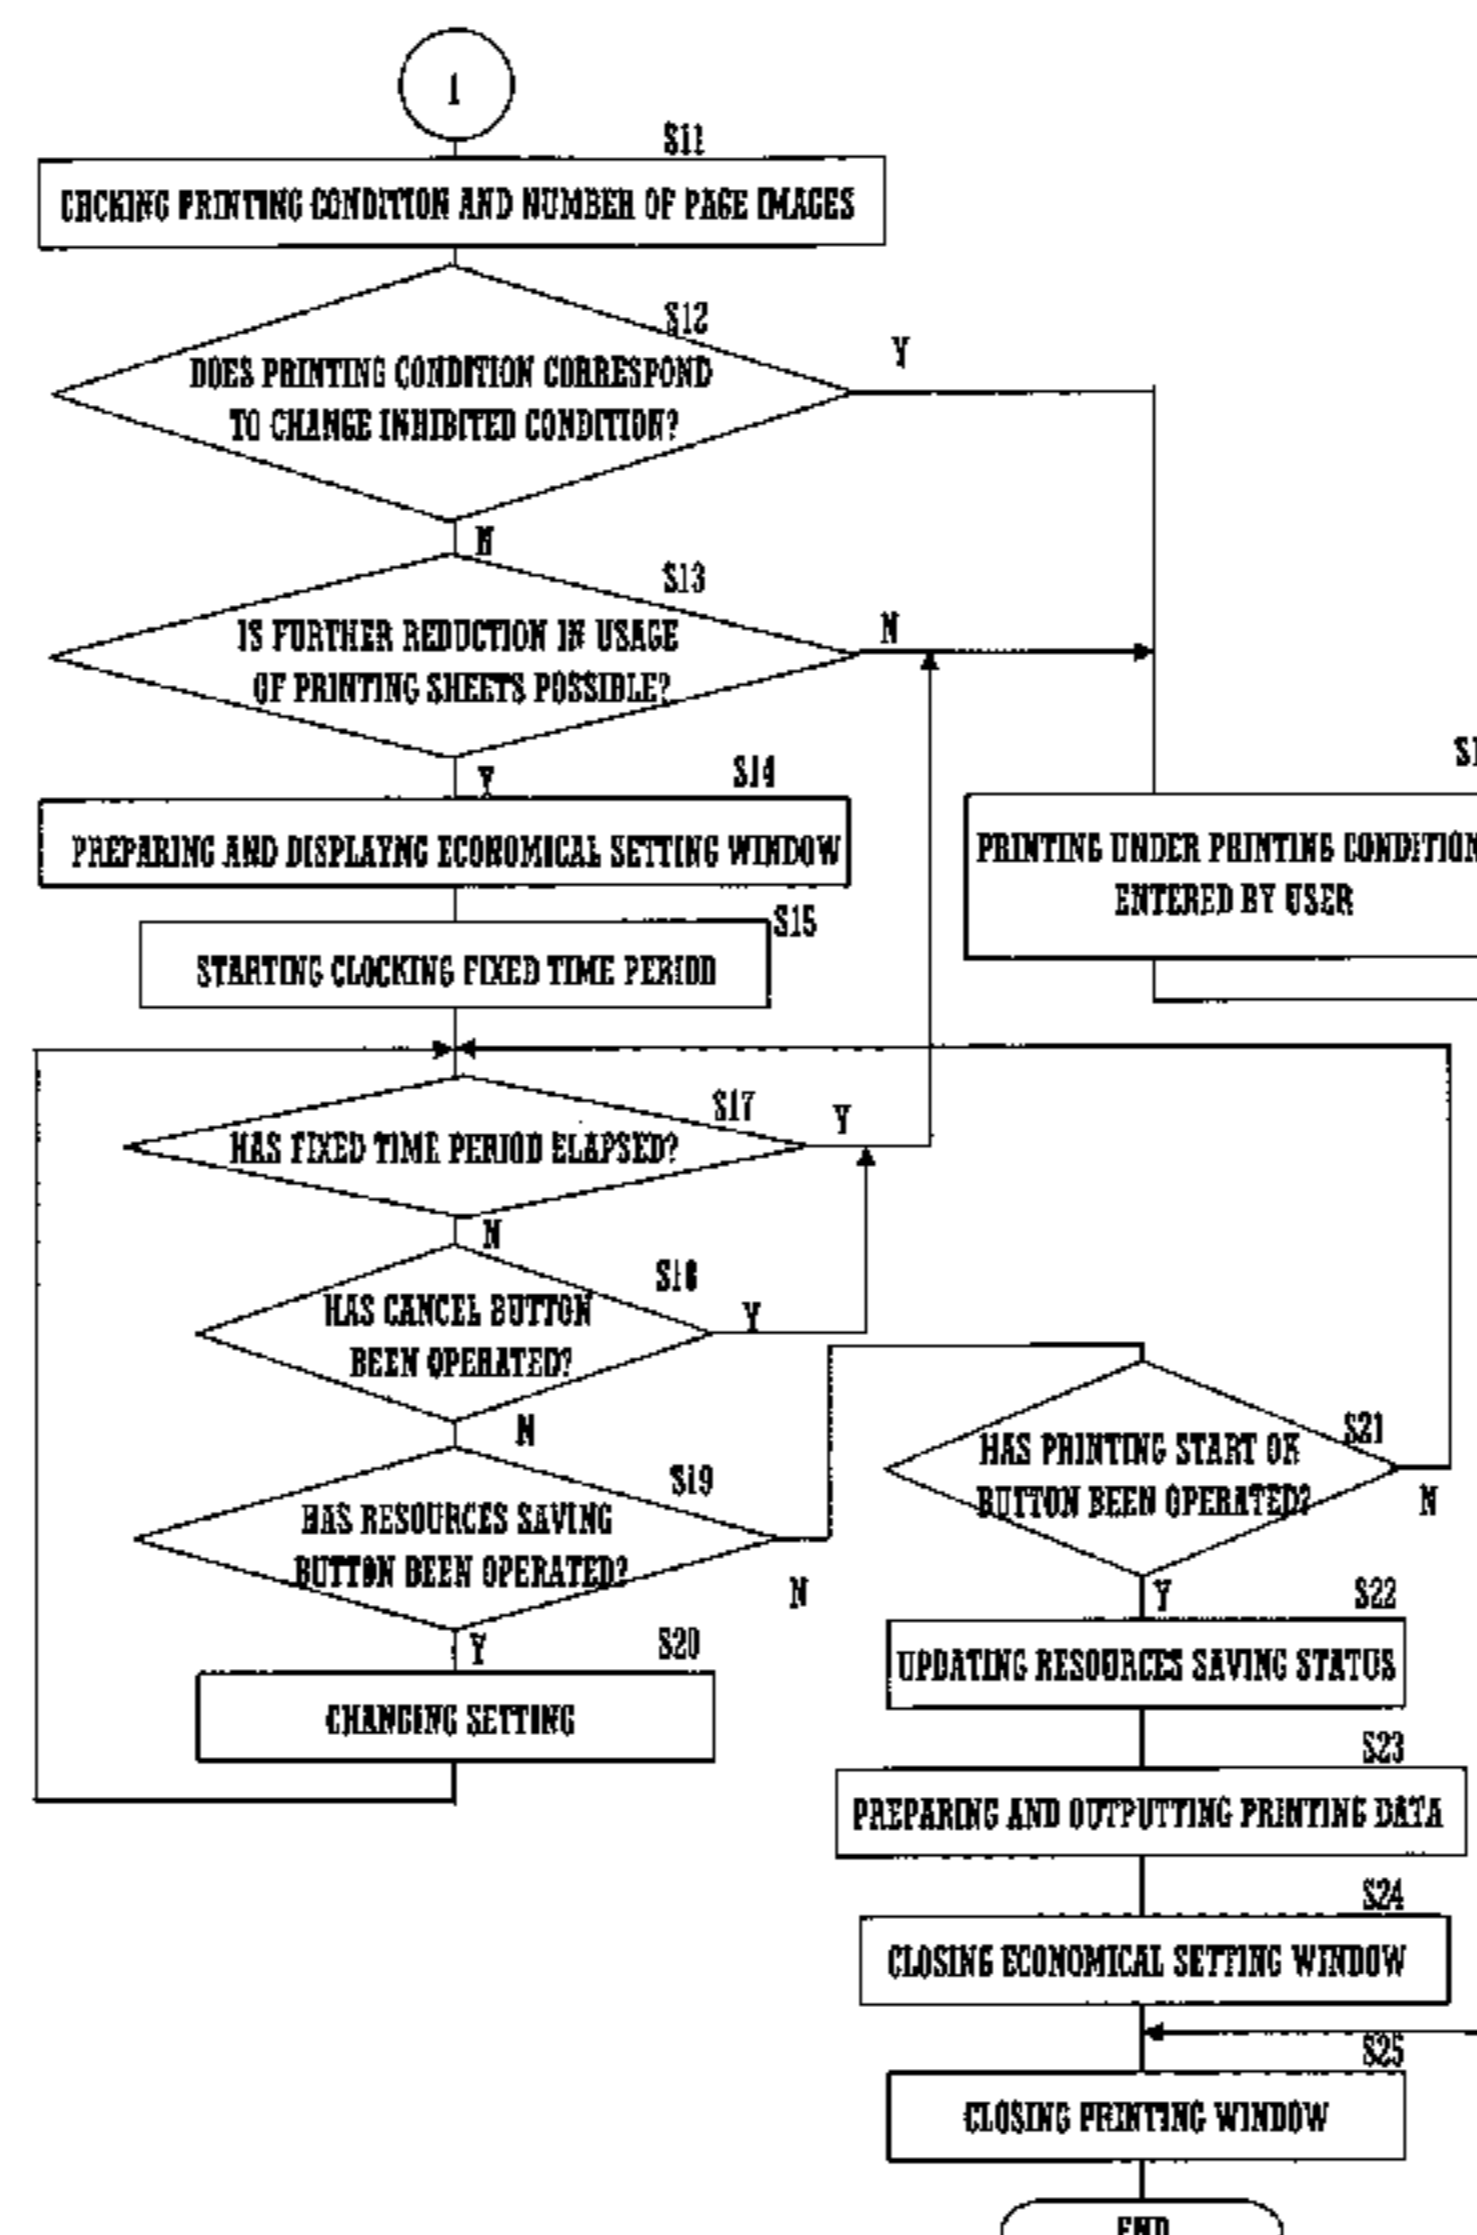 1
S11
CHCKING PRINTING CONDITION AND NUMBER OF PAGE IMAGES
S12
Y
DOES PRINTING CONDITION CORRESPOND
TO CHANGE INHIBITED CONDITION?
N
S13
IS FURTHER REDUCTION IN USAGE
OF PRINTING SHEETS POSSIBLE?
N
Y
S14
PREPARING AND DISPLAYNG ECONOMICAL SETTING WINDOW
S1
PRINTING UNDER PRINTING CONDITION
ENTERED BY USER
S15
STARTING CLOCKING FIXED TIME PERIOD
S17
Y
HAS FIXED TIME PERIOD ELAPSED?
N
S18
HAS CANCEL BUTTON
BEEN OPERATED?
Y
N
S19
HAS RESOURCES SAVING
BUTTON BEEN OPERATED?
N
Y
S20
CHANGING SETTING
S21
HAS PRINTING START OK
BUTTON BEEN OPERATED?
N
Y
S22
UPDATING RESOURCES SAVING STATUS
S23
PREPARING AND OUTPUTTING PRINTING DATA
S24
CLOSING ECONOMICAL SETTING WINDOW
S25
CLOSING PRINTING WINDOW
END